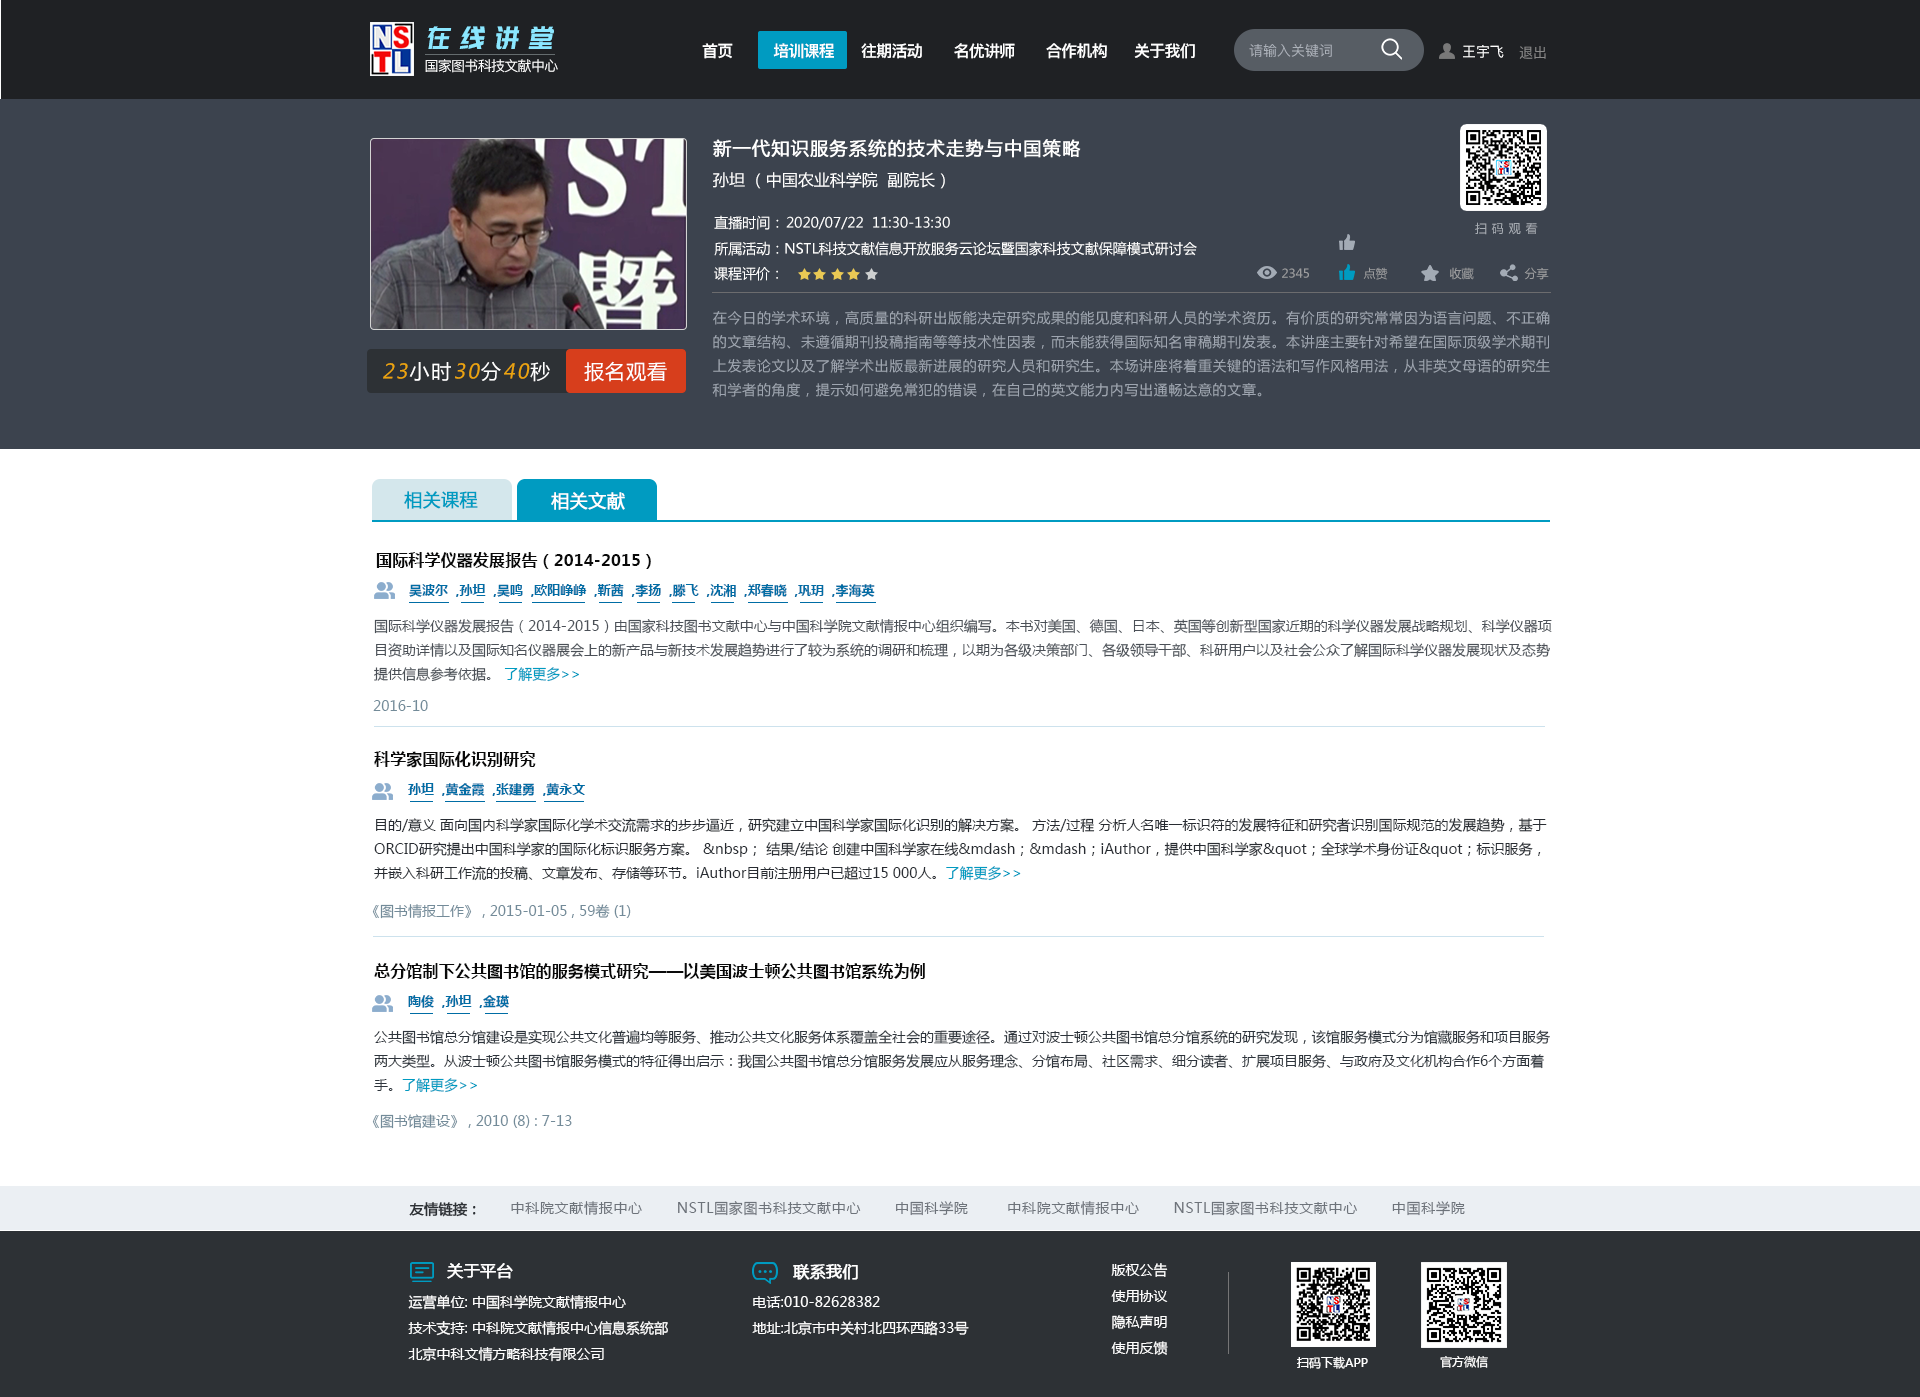 NSTL
在线讲堂
国家图书科技文献中心
首页 培训课程 往期活动 名优讲师 合作机构 关于我们
请输入关键词
王宇飞 退出
新一代知识服务系统的技术走势与中国策略
孙坦 ( 中国农业科学院 副院长 )
扫码观看
直播时间： 2020/07/22 11:30-13:30
所属活动：NSTL科技文献信息开放服务云论坛暨国家科技文献保障模式研讨会
课程评价：
2345 点赞 收藏 分享
ST
暨
23小时30分40秒 报名观看
在今日的学术环境，高质量的科研出版能决定研究成果的能见度和科研人员的学术资历。有价质的研究常常因为语言问题、不正确
的文章结构、未遵循期刊投稿指南等等技术性因表，而未能获得国际知名审稿期刊发表。本讲座主要针对希望在国际顶级学术期刊
上发表论文以及了解学术出版最新进展的研究人员和研究生。本场讲座将着重关键的语法和写作风格用法，从非英文母语的研究生
和学者的角度，提示如何避免常犯的错误，在自己的英文能力内写出通畅达意的文章。
相关课程 相关文献
国际科学仪器发展报告 ( 2014-2015 )
吴波尔 ,孙坦 ,吴鸣 ,欧阳峥峥 ,靳茜 ,李扬 ,滕飞 ,沈湘 ,郑春晓 ,巩玥 ,李海英
国际科学仪器发展报告 ( 2014-2015 ) 由国家科技图书文献中心与中国科学院文献情报中心组织编写。本书对美国、德国、日本、英国等创新型国家近期的科学仪器发展战略规划、科学仪器项
目资助详情以及国际知名仪器展会上的新产品与新技术发展趋势进行了较为系统的调研和梳理，以期为各级决策部门、各级领导干部、科研用户以及社会公众了解国际科学仪器发展现状及态势
提供信息参考依据。 了解更多>>
2016-10
科学家国际化识别研究
孙坦 ,黄金霞 ,张建勇 ,黄永文
目的/意义 面向国内科学家国际化学术交流需求的步步逼近，研究建立中国科学家国际化识别的解决方案。 方法/过程 分析人名唯一标识符的发展特征和研究者识别国际规范的发展趋势，基于
ORCID研究提出中国科学家的国际化标识服务方案。 &nbsp； 结果/结论 创建中国科学家在线&mdash；&mdash；iAuthor，提供中国科学家&quot；全球学术身份证&quot；标识服务，
并嵌入科研工作流的投稿、文章发布、存储等环节。iAuthor目前注册用户已超过15 000人。了解更多>>
《图书情报工作》 , 2015-01-05 , 59卷 (1)
总分馆制下公共图书馆的服务模式研究——以美国波士顿公共图书馆系统为例
陶俊 ,孙坦 ,金瑛
公共图书馆总分馆建设是实现公共文化普遍均等服务、推动公共文化服务体系覆盖全社会的重要途径。通过对波士顿公共图书馆总分馆系统的研究发现，该馆服务模式分为馆藏服务和项目服务
两大类型。从波士顿公共图书馆服务模式的特征得出启示：我国公共图书馆总分馆服务发展应从服务理念、分馆布局、社区需求、细分读者、扩展项目服务、与政府及文化机构合作6个方面着
手。了解更多>>
《图书馆建设》 , 2010 (8) : 7-13
友情链接： 中科院文献情报中心 NSTL国家图书科技文献中心 中国科学院 中科院文献情报中心 NSTL国家图书科技文献中心 中国科学院
关于平台
运营单位: 中国科学院文献情报中心
技术支持: 中科院文献情报中心信息系统部
北京中科文情方略科技有限公司
联系我们
电话:010-82628382
地址:北京市中关村北四环西路33号
版权公告
使用协议
隐私声明
使用反馈
扫码下载APP
官方微信